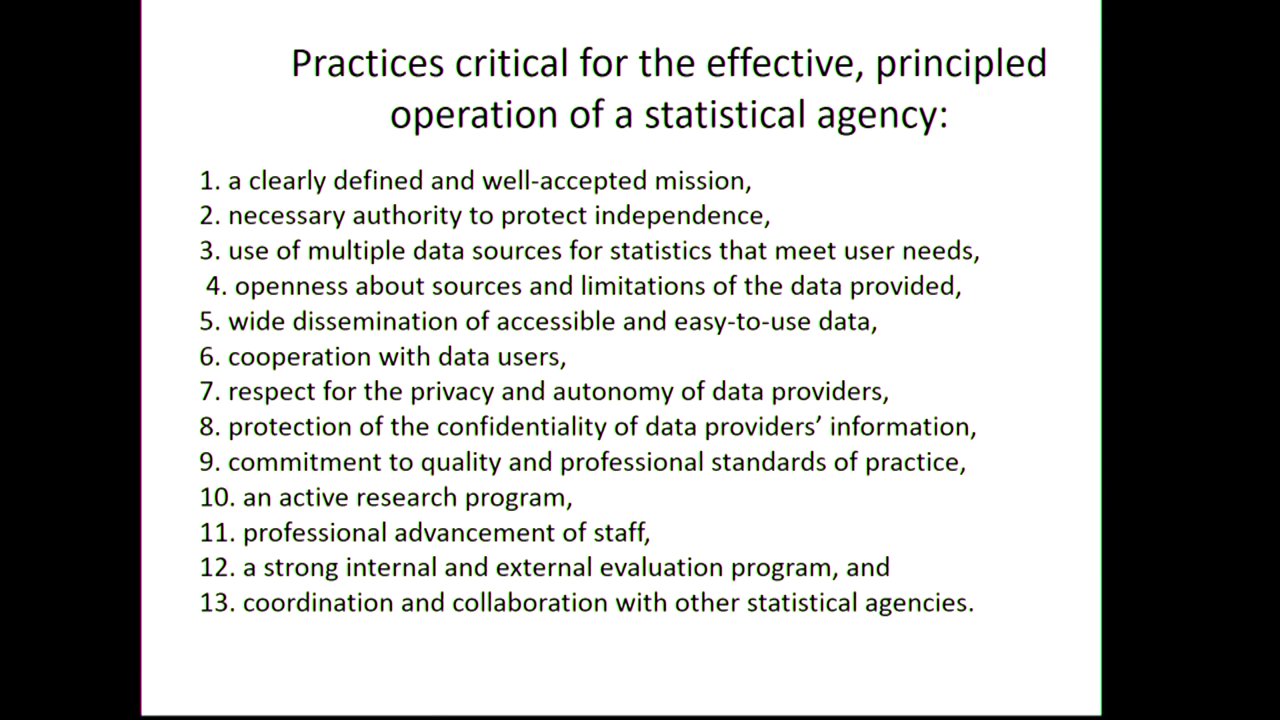 Practices critical for the effective, principled
operation of a statistical agency:
1. a clearly defined and well-accepted mission,
2. necessary authority to protect independence,
3. use of multiple data sources for statistics that meet user needs,
4. openness about sources and limitations of the data provided,
5. wide dissemination of accessible and easy-to-use data,
6. cooperation with data users,
7. respect for the privacy and autonomy of data providers,
8. protection of the confidentiality of data providers’ information,
9. commitment to quality and professional standards of practice,
10. an active research program,
11. professional advancement of staff,
12. a strong internal and external evaluation program, and
13. coordination and collaboration with other statistical agencies.